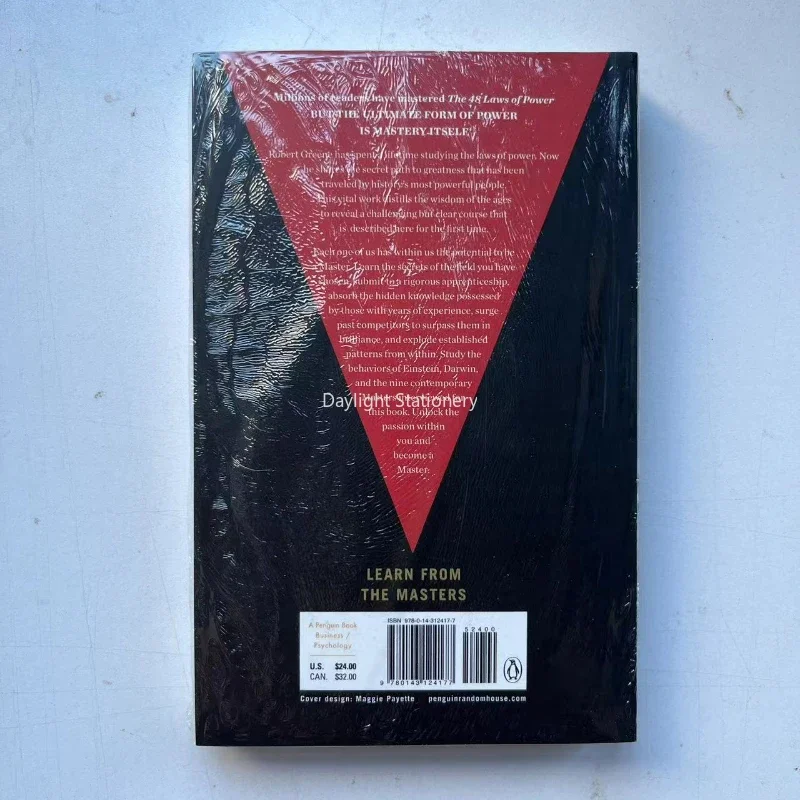 Millions of readers have mastered The 48 Laws of Power
BUT THE ULTIMATE FORM OF POWER
IS MASTERY ITSELF
Robert Greene has spent a lifetime studying the laws of power. Now
he shares the secret path to greatness that has been
traveled by history's most powerful people.
This vital work distills the wisdom of the ages
to reveal a challenging but clear course that
is described here for the first time.
Each one of us has within us the potential to be
a Master. Learn the secrets of the field you have
chosen, submit to a rigorous apprenticeship,
absorb the hidden knowledge possessed
by those with years of experience, surge
past competitors to surpass them in
brilliance, and explode established
patterns from within. Study the
behaviors of Einstein, Darwin,
and the nine contemporary
Masters interviewed for
Daylight Stationery
this book. Unlock the
passion within
you and
become a
Master.
LEARN FROM
THE MASTERS
A Penguin Book
Business /
Psychology
U.S. $24.00
CAN. $32.00
ISBN 978-0-14-312417-7
52400
9 780143 124177
Cover design: Maggie Payette penguinrandomhouse.com